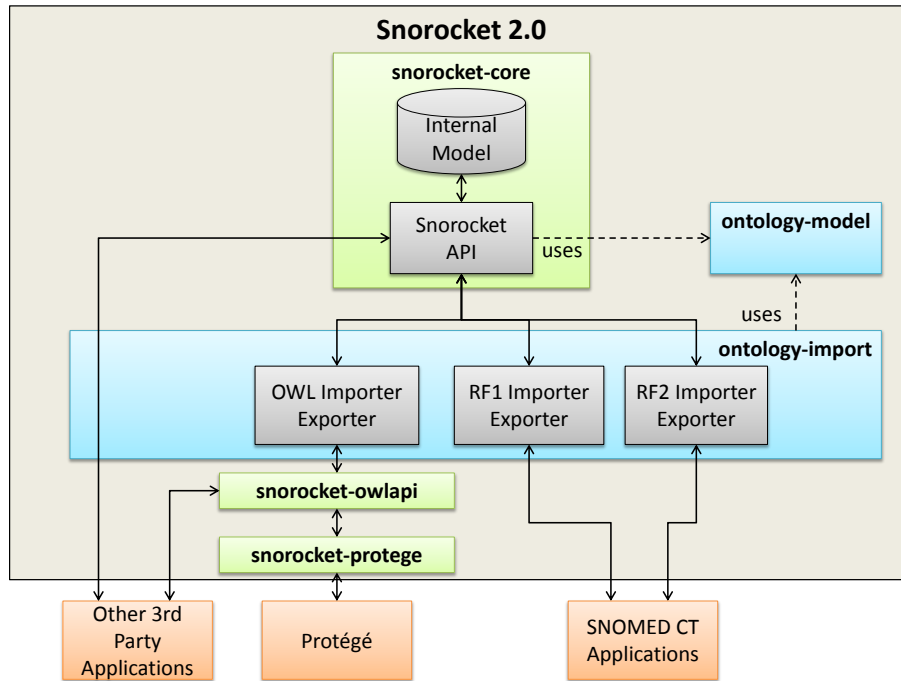 Snorocket 2.0
snorocket-core
Internal
Model
Snorocket
API
uses
ontology-model
uses
ontology-import
OWL Importer
Exporter
RF1 Importer
Exporter
RF2 Importer
Exporter
snorocket-owlapi
snorocket-protege
Other 3rd
Party
Applications
Protégé
SNOMED CT
Applications